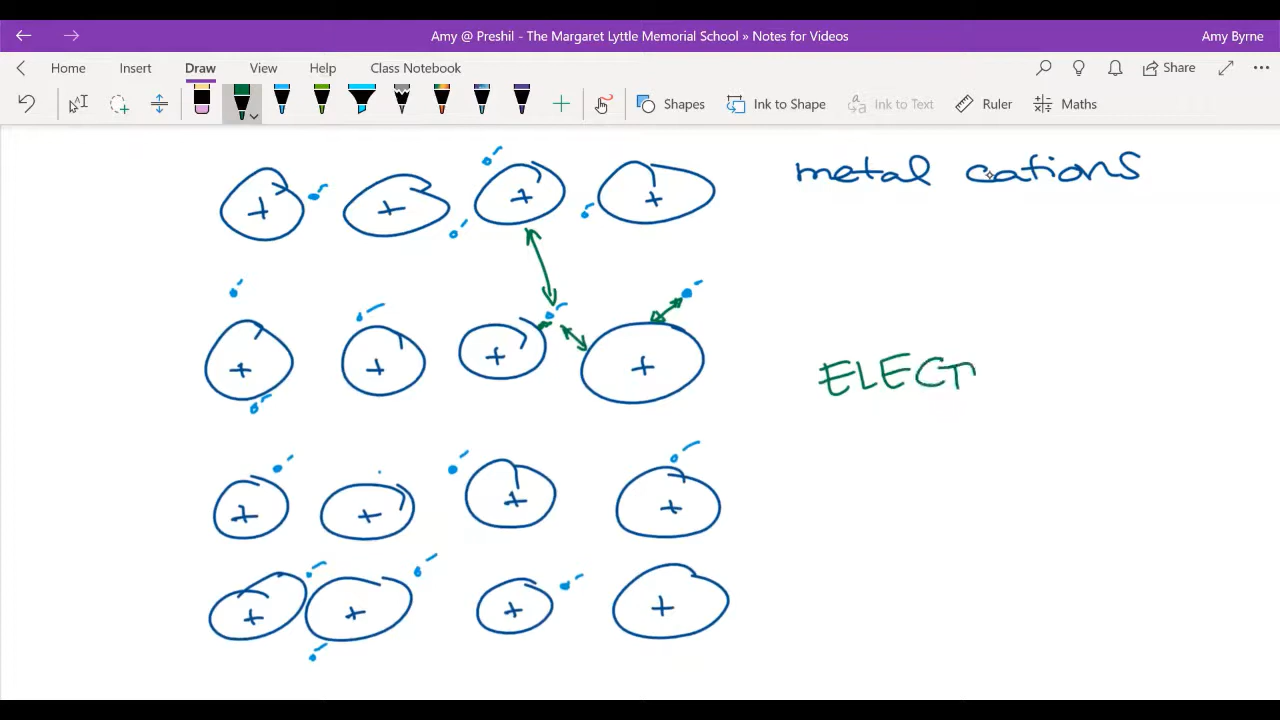 Amy @ Preshil - The Margaret Lyttle Memorial School » Notes for Videos
Amy Byrne
Home
Insert
Draw
View
Help
Class Notebook
Share
Shapes
Ink to Shape
Ink to Text
Ruler
Maths
metal cations
+ + + +
+ + + +
ELECT
+ + + +
+ + + +